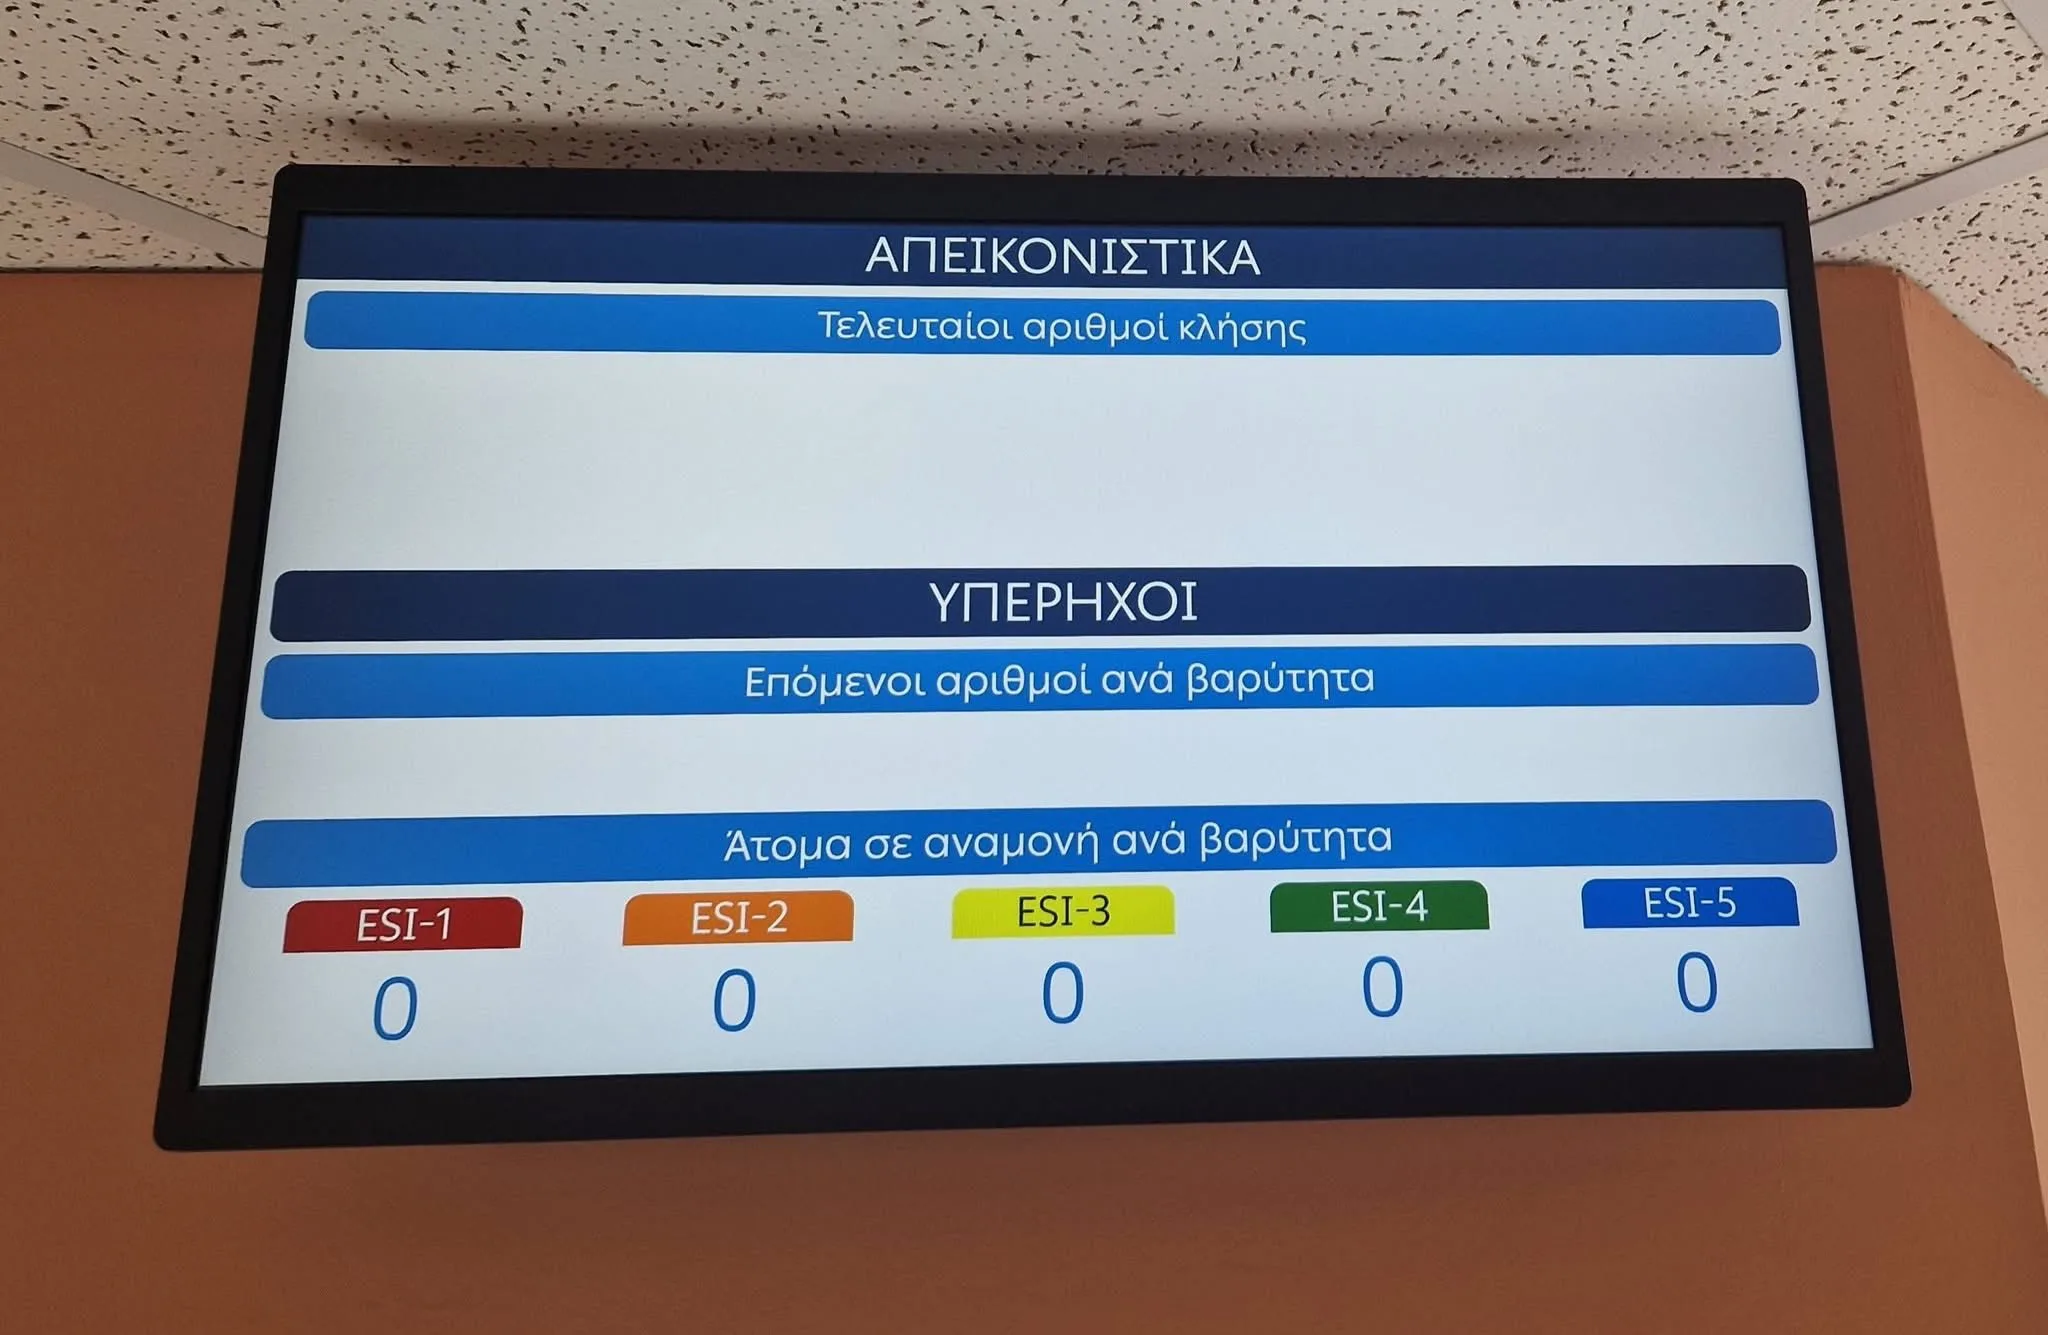 ΑΠΕΙΚΟΝΙΣΤΙΚΑ
Τελευταίοι αριθμοί κλήσης
ΥΠΕΡΗΧΟΙ
Επόμενοι αριθμοί ανά βαρύτητα
Άτομα σε αναμονή ανά βαρύτητα
ESI-1 ESI-2 ESI-3 ESI-4 ESI-5
0 0 0 0 0